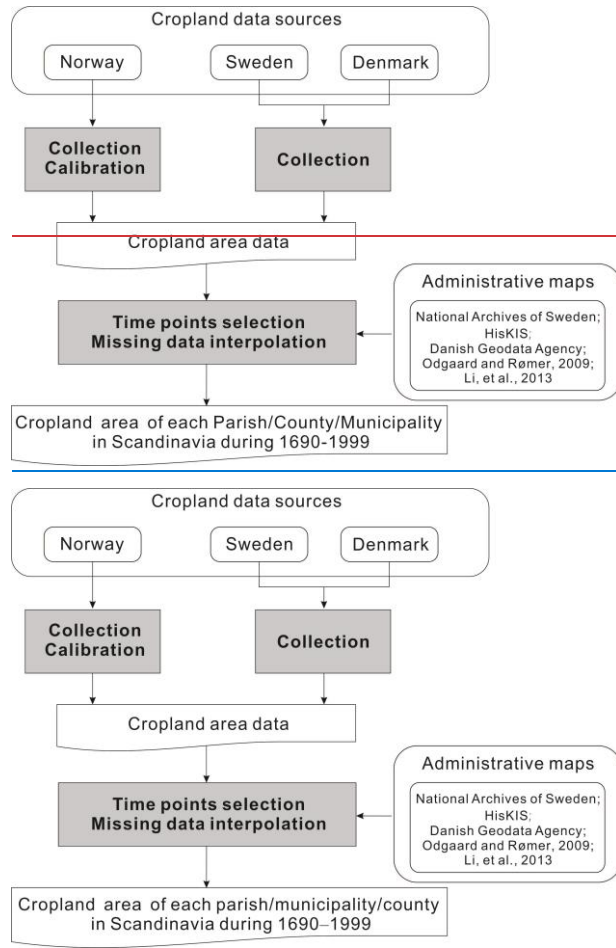 Cropland data sources
Norway
Sweden
Denmark
Collection
Calibration
Collection
Cropland area data
Administrative maps
Time points selection
Missing data interpolation
National Archives of Sweden;
HisKIS;
Danish Geodata Agency;
Odgaard and Rømer, 2009;
Li, et al., 2013
Cropland area of each Parish/County/Municipality
in Scandinavia during 1690-1999
Cropland data sources
Norway
Sweden
Denmark
Collection
Calibration
Collection
Cropland area data
Administrative maps
Time points selection
Missing data interpolation
National Archives of Sweden;
HisKIS;
Danish Geodata Agency;
Odgaard and Rømer, 2009;
Li, et al., 2013
Cropland area of each parish/municipality/county
in Scandinavia during 1690–1999